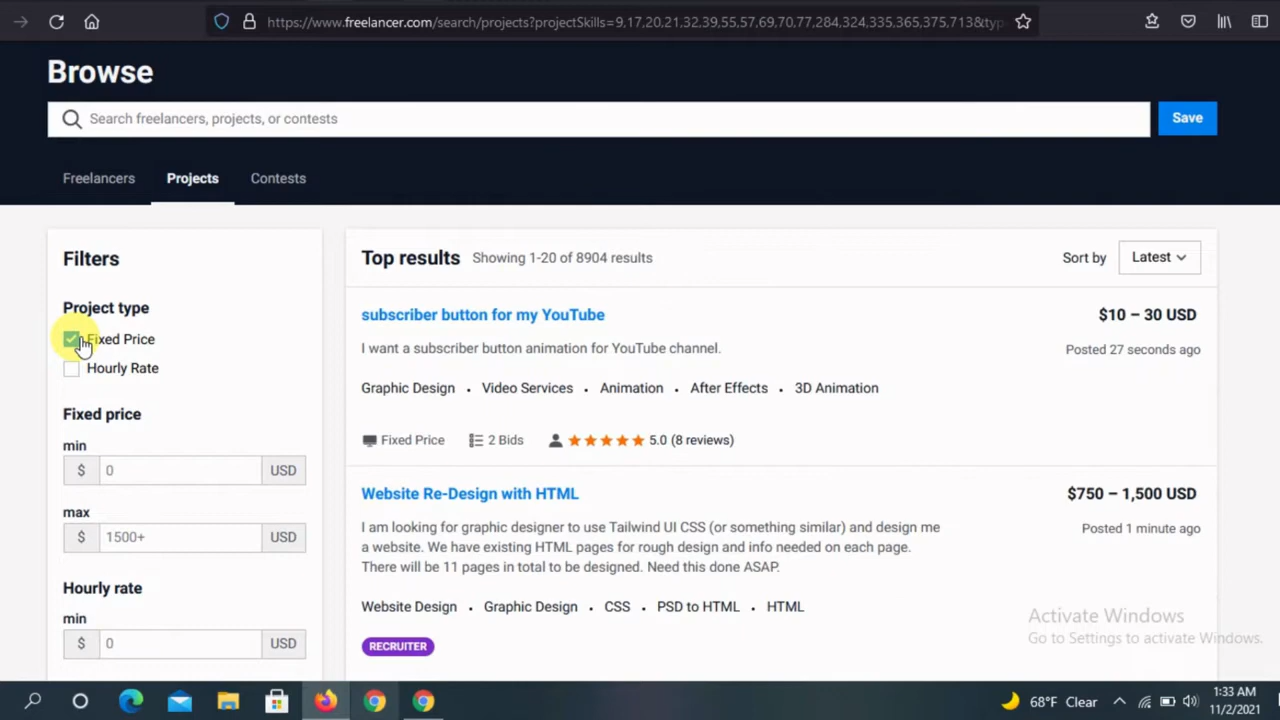 https://www.freelancer.com/search/projects?projectSkills=9,17,20,21,32,39,55,57,69,70,77,284,324,335,365,375,713&typ
Browse
Search freelancers, projects, or contests
Save
Freelancers
Projects
Contests
Filters
Project type
Fixed Price
Hourly Rate
Fixed price
min
$ 0 USD
max
$ 1500+ USD
Hourly rate
min
$ 0 USD
Top results Showing 1-20 of 8904 results
Sort by Latest
subscriber button for my YouTube
$10 – 30 USD
I want a subscriber button animation for YouTube channel.
Posted 27 seconds ago
Graphic Design • Video Services • Animation • After Effects • 3D Animation
Fixed Price 2 Bids 5.0 (8 reviews)
Website Re-Design with HTML
$750 – 1,500 USD
I am looking for graphic designer to use Tailwind UI CSS (or something similar) and design me
Posted 1 minute ago
a website. We have existing HTML pages for rough design and info needed on each page.
There will be 11 pages in total to be designed. Need this done ASAP.
Website Design • Graphic Design • CSS • PSD to HTML • HTML
RECRUITER
Activate Windows
Go to Settings to activate Windows.
68°F Clear
1:33 AM
11/2/2021